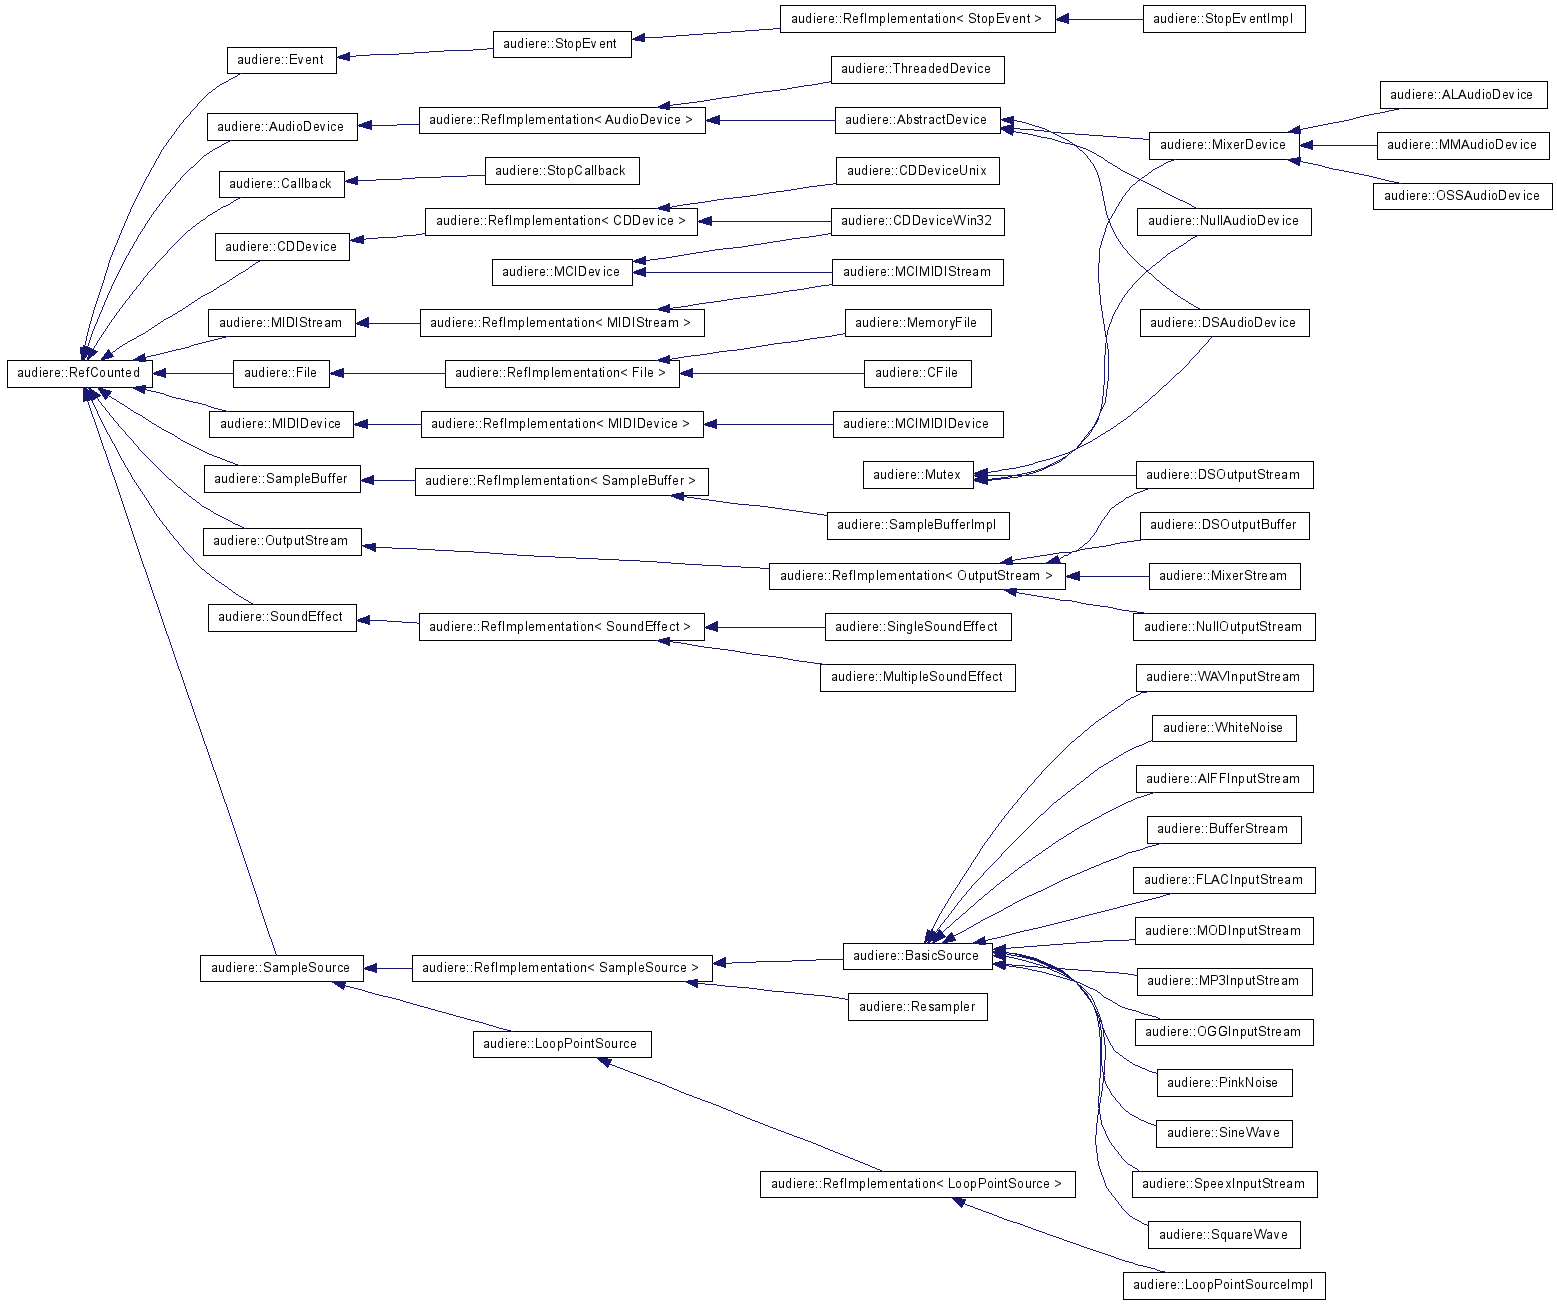 audiere::RefImplementation< StopEvent >
audiere::StopEventImpl
audiere::StopEvent
audiere::Event
audiere::ThreadedDevice
audiere::ALAudioDevice
audiere::AudioDevice
audiere::RefImplementation< AudioDevice >
audiere::AbstractDevice
audiere::MixerDevice
audiere::MMAudioDevice
audiere::Callback
audiere::StopCallback
audiere::CDDeviceUnix
audiere::OSSAudioDevice
audiere::RefImplementation< CDDevice >
audiere::CDDeviceWin32
audiere::NullAudioDevice
audiere::CDDevice
audiere::MCIDevice
audiere::MCIMIDIStream
audiere::MIDIStream
audiere::RefImplementation< MIDIStream >
audiere::MemoryFile
audiere::DSAudioDevice
audiere::RefCounted
audiere::File
audiere::RefImplementation< File >
audiere::CFile
audiere::MIDIDevice
audiere::RefImplementation< MIDIDevice >
audiere::MCIMIDIDevice
audiere::SampleBuffer
audiere::RefImplementation< SampleBuffer >
audiere::Mutex
audiere::DSOutputStream
audiere::SampleBufferImpl
audiere::DSOutputBuffer
audiere::OutputStream
audiere::RefImplementation< OutputStream >
audiere::MixerStream
audiere::SoundEffect
audiere::RefImplementation< SoundEffect >
audiere::SingleSoundEffect
audiere::NullOutputStream
audiere::MultipleSoundEffect
audiere::WAVInputStream
audiere::WhiteNoise
audiere::AIFFInputStream
audiere::BufferStream
audiere::FLACInputStream
audiere::MODInputStream
audiere::SampleSource
audiere::RefImplementation< SampleSource >
audiere::BasicSource
audiere::MP3InputStream
audiere::Resampler
audiere::OGGInputStream
audiere::LoopPointSource
audiere::PinkNoise
audiere::SineWave
audiere::RefImplementation< LoopPointSource >
audiere::SpeexInputStream
audiere::SquareWave
audiere::LoopPointSourceImpl